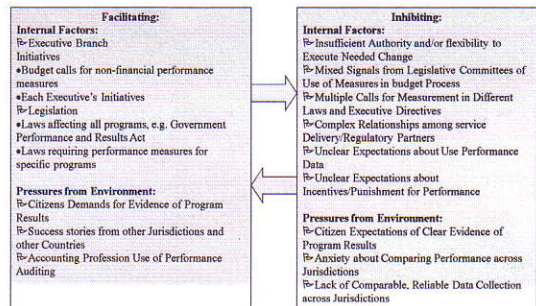 Facilitating:
Internal Factors:
Executive Branch
Initiatives
•Budget calls for non-financial performance
measures
•Each Executive's Initiatives
Legislation
•Laws affecting all programs, e.g. Government
Performance and Results Act
•Laws requiring performance measures for
specific programs
Pressures from Environment:
Citizens Demands for Evidence of Program
Results
Success stories from other Jurisdictions and
other Countries
Accounting Profession Use of Performance
Auditing
Inhibiting:
Internal Factors:
Insufficient Authority and/or flexibility to
Execute Needed Change
Mixed Signals from Legislative Committees of
Use of Measures in budget Process
Multiple Calls for Measurement in Different
Laws and Executive Directives
Complex Relationships among service
Delivery/Regulatory Partners
Unclear Expectations about Use Performance
Data
Unclear Expectations about
Incentives/Punishment for Performance
Pressures from Environment:
Citizen Expectations of Clear Evidence of
Program Results
Anxiety about Comparing Performance across
Jurisdictions
Lack of Comparable, Reliable Data Collection
across Jurisdictions